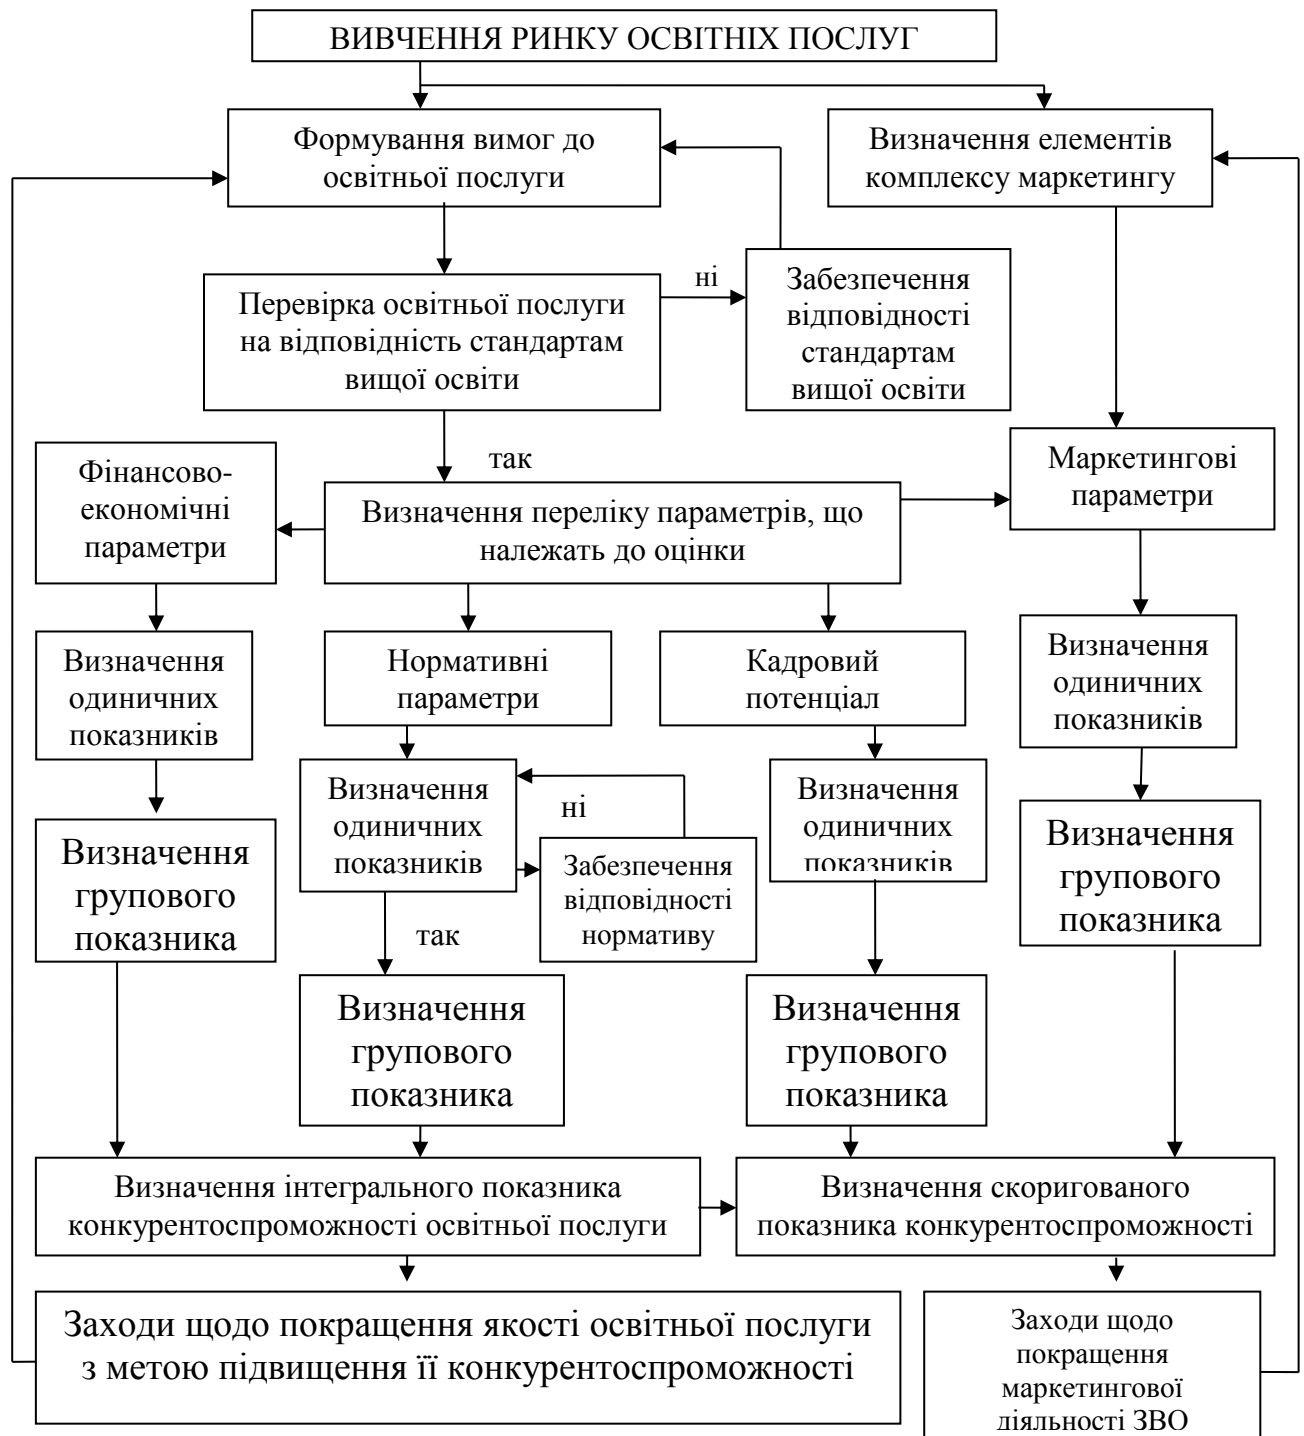 ВИВЧЕННЯ РИНКУ ОСВІТНІХ ПОСЛУГ
Формування вимог до
освітньої послуги
Визначення елементів
комплексу маркетингу
Перевірка освітньої послуги
на відповідність стандартам
вищої освіти
ні
Забезпечення
відповідності
стандартам
вищої освіти
так
Фінансово-
економічні
параметри
Визначення переліку параметрів, що
належать до оцінки
Маркетингові
параметри
Визначення
одиничних
показників
Нормативні
параметри
Кадровий
потенціал
Визначення
одиничних
показників
Визначення
одиничних
показників
ні
Забезпечення
відповідності
нормативу
Визначення
одиничних
показників
Визначення
групового
показника
Визначення
групового
показника
так
Визначення
групового
показника
Визначення
групового
показника
Визначення інтегрального показника
конкурентоспроможності освітньої послуги
Визначення скоригованого
показника конкурентоспроможності
Заходи щодо покращення якості освітньої послуги
з метою підвищення її конкурентоспроможності
Заходи щодо
покращення
маркетингової
діяльності ЗВО